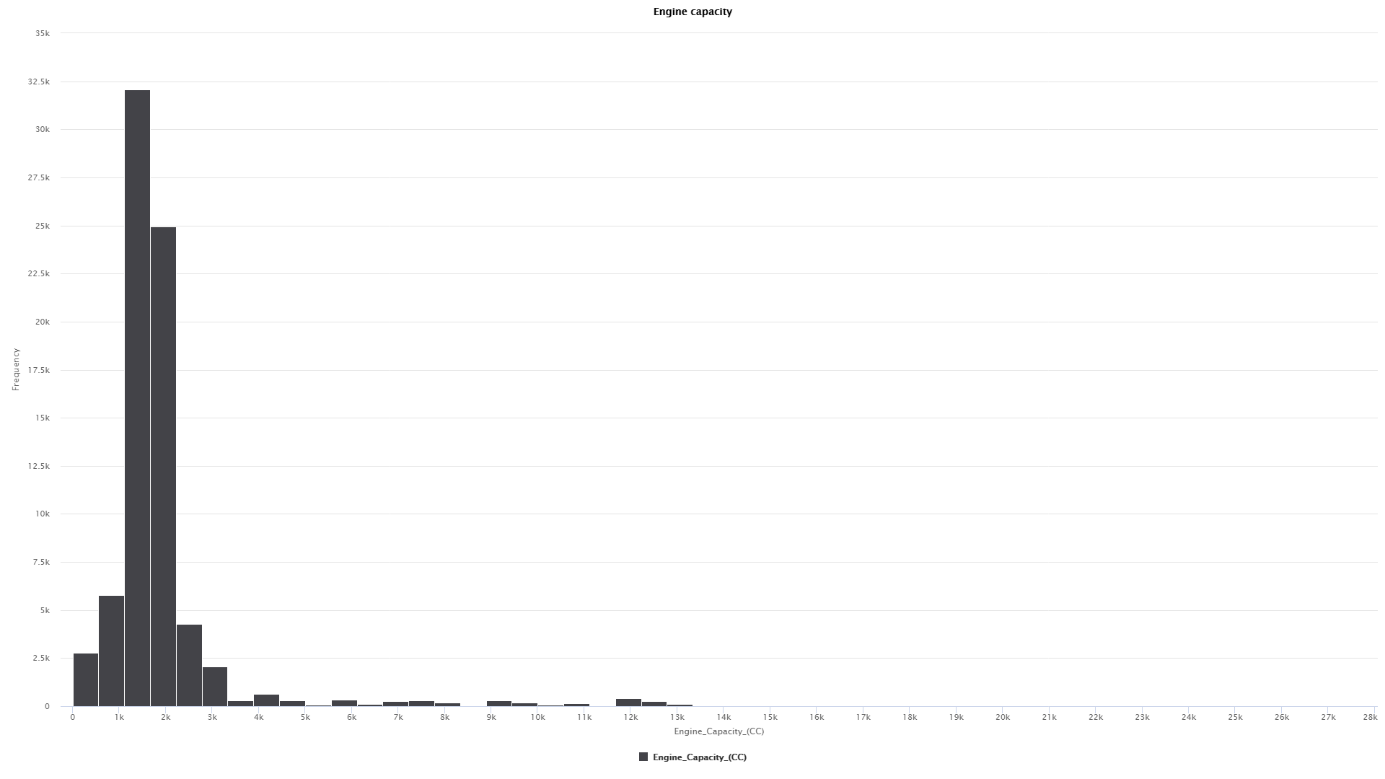 Engine capacity
35k
32.5k
30k
27.5k
25k
22.5k
20k
17.5k
15k
12.5k
10k
7.5k
5k
2.5k
0
Frequency
0 1k 2k 3k 4k 5k 6k 7k 8k 9k 10k 11k 12k 13k 14k 15k 16k 17k 18k 19k 20k 21k 22k 23k 24k 25k 26k 27k 28k
Engine_Capacity_(CC)
Engine_Capacity_(CC)